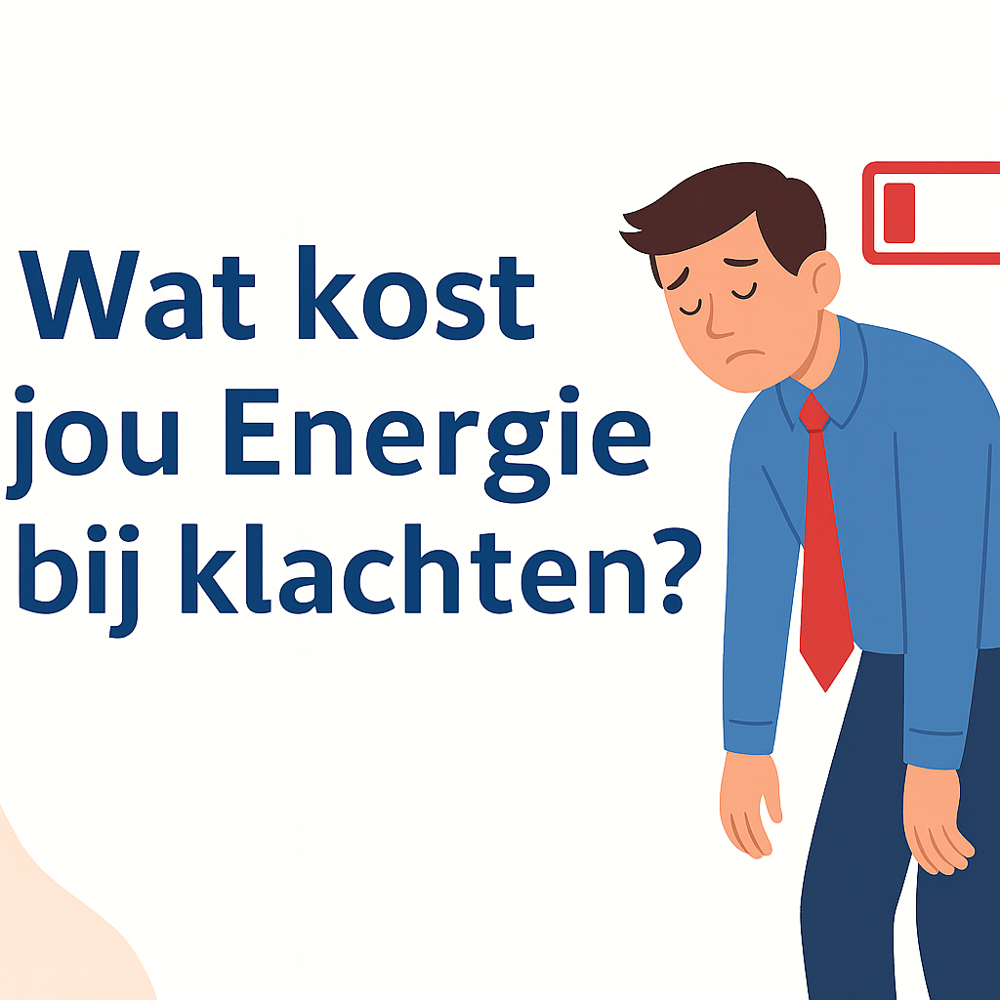 Wat kost
jou Energie
bij klachten?